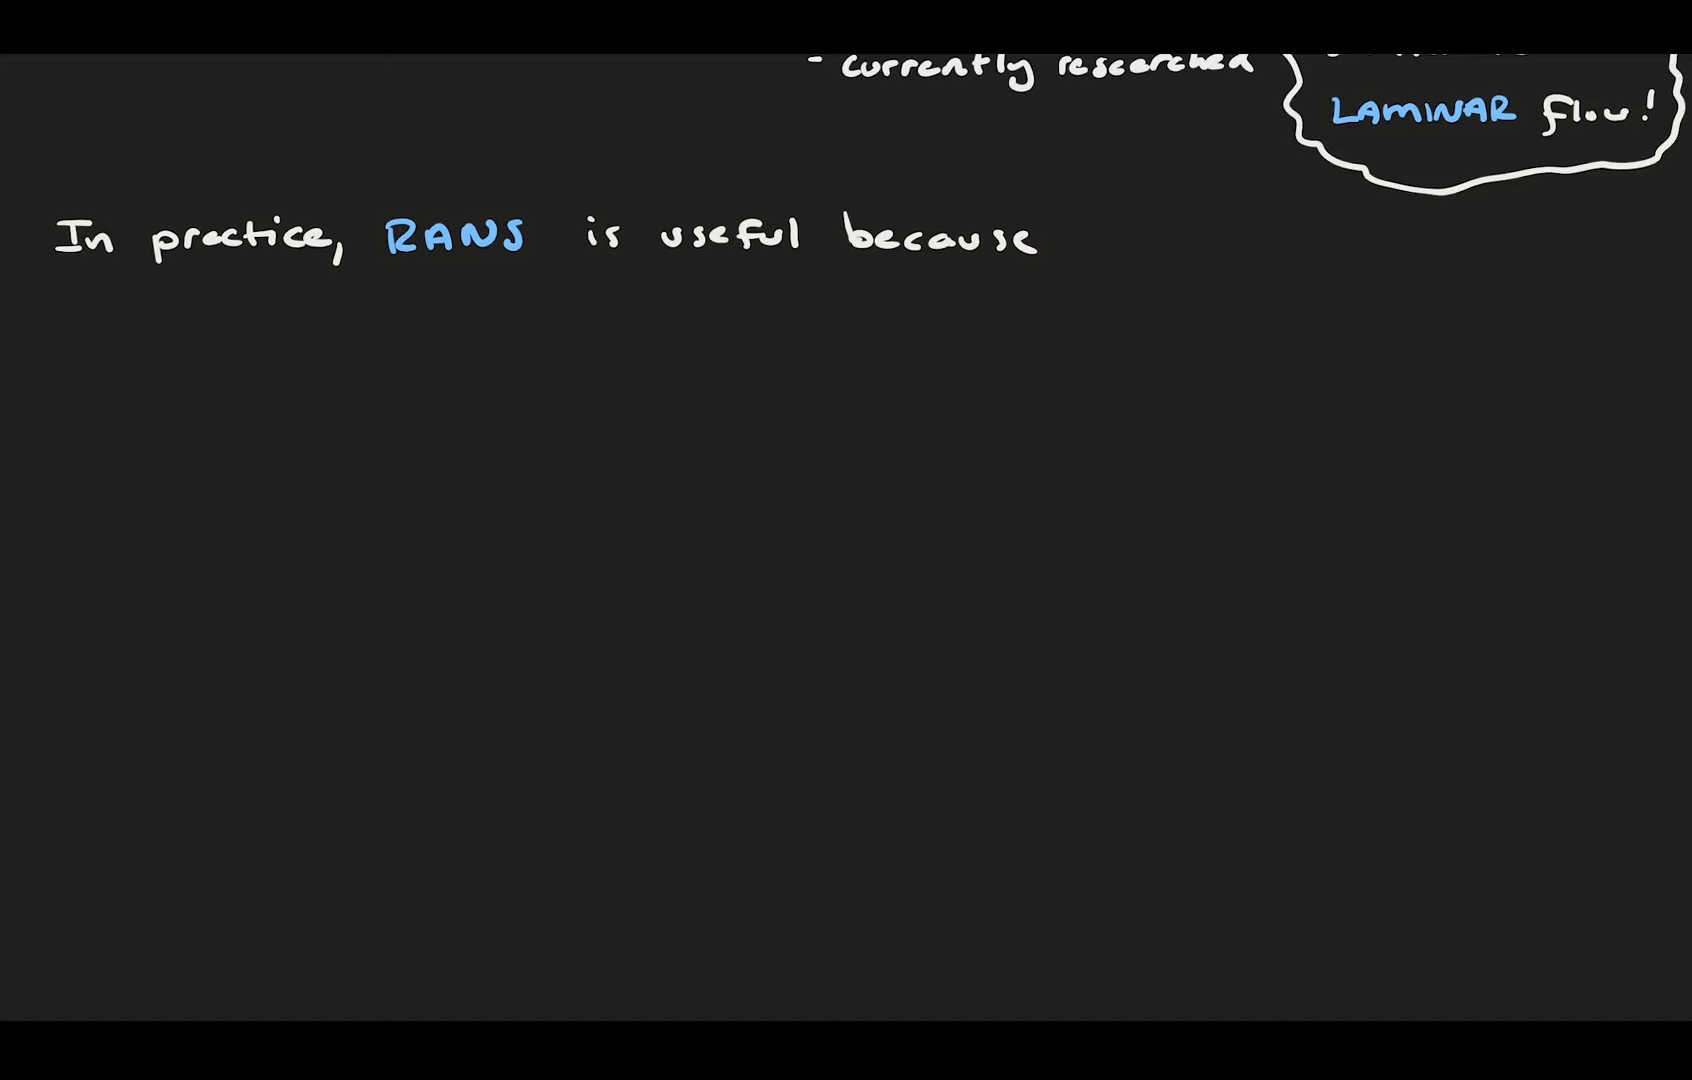 - currently researched
LAMINAR flow!
In practice, RANS is useful because